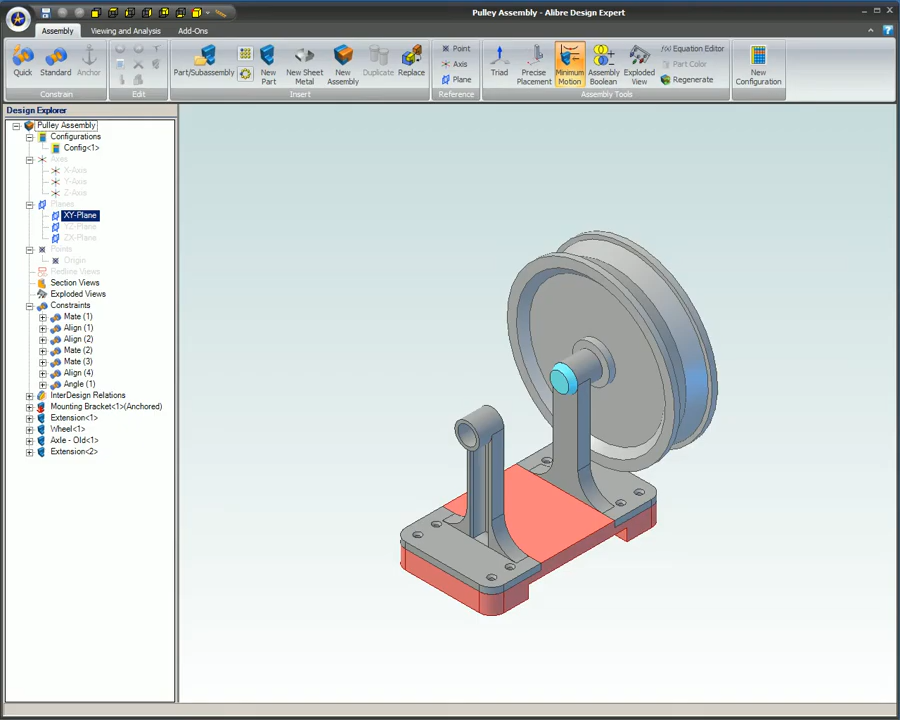 Pulley Assembly - Alibre Design Expert
Assembly
Viewing and Analysis
Add-Ons
Quick
Standard
Anchor
Constrain
Edit
Part/Subassembly
New Part
New Sheet Metal
New Assembly
Duplicate
Replace
Insert
Point
Axis
Plane
Reference
Triad
Precise Placement
Minimum Motion
Assembly Boolean
Exploded View
f(x) Equation Editor
Part Color
Regenerate
Assembly Tools
New Configuration
Design Explorer
Pulley Assembly
Configurations
Config<1>
Axes
X-Axis
Y-Axis
Z-Axis
Planes
XY-Plane
YZ-Plane
ZX-Plane
Points
Origin
Redline Views
Section Views
Exploded Views
Constraints
Mate (1)
Align (1)
Align (2)
Mate (2)
Mate (3)
Align (4)
Angle (1)
InterDesign Relations
Mounting Bracket<1>(Anchored)
Extension<1>
Wheel<1>
Axle - Old<1>
Extension<2>